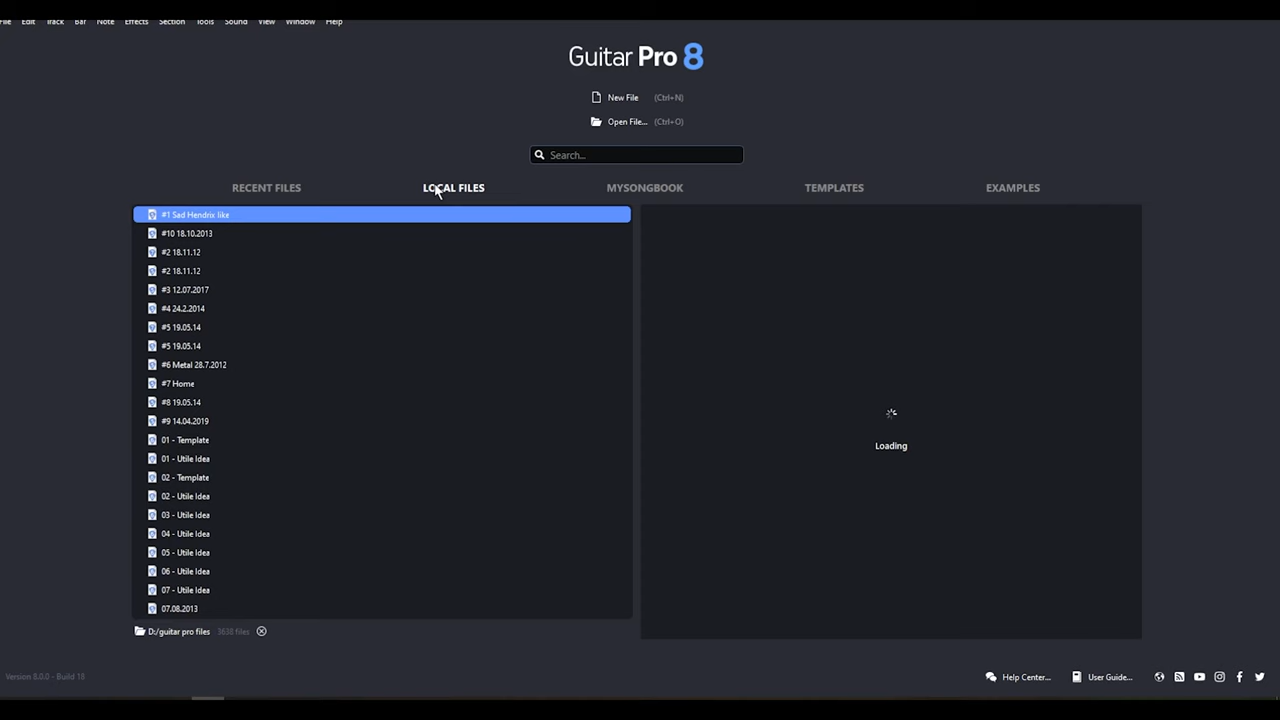 File Edit Track Bar Note Effects Section Tools Sound View Window Help
Guitar Pro 8
New File (Ctrl+N)
Open File... (Ctrl+O)
Search...
RECENT FILES LOCAL FILES MYSONGBOOK TEMPLATES EXAMPLES
#1 Sad Hendrix like
#10 18.10.2013
#2 18.11.12
#2 18.11.12
#3 12.07.2017
#4 24.2.2014
#5 19.05.14
#5 19.05.14
#6 Metal 28.7.2012
#7 Home
#8 19.05.14
#9 14.04.2019
01 - Template
01 - Utile Idea
02 - Template
02 - Utile Idea
03 - Utile Idea
04 - Utile Idea
05 - Utile Idea
06 - Utile Idea
07 - Utile Idea
07.08.2013
Loading
D:/guitar pro files 3638 files
Version 8.0.0 - Build 18
Help Center... User Guide...